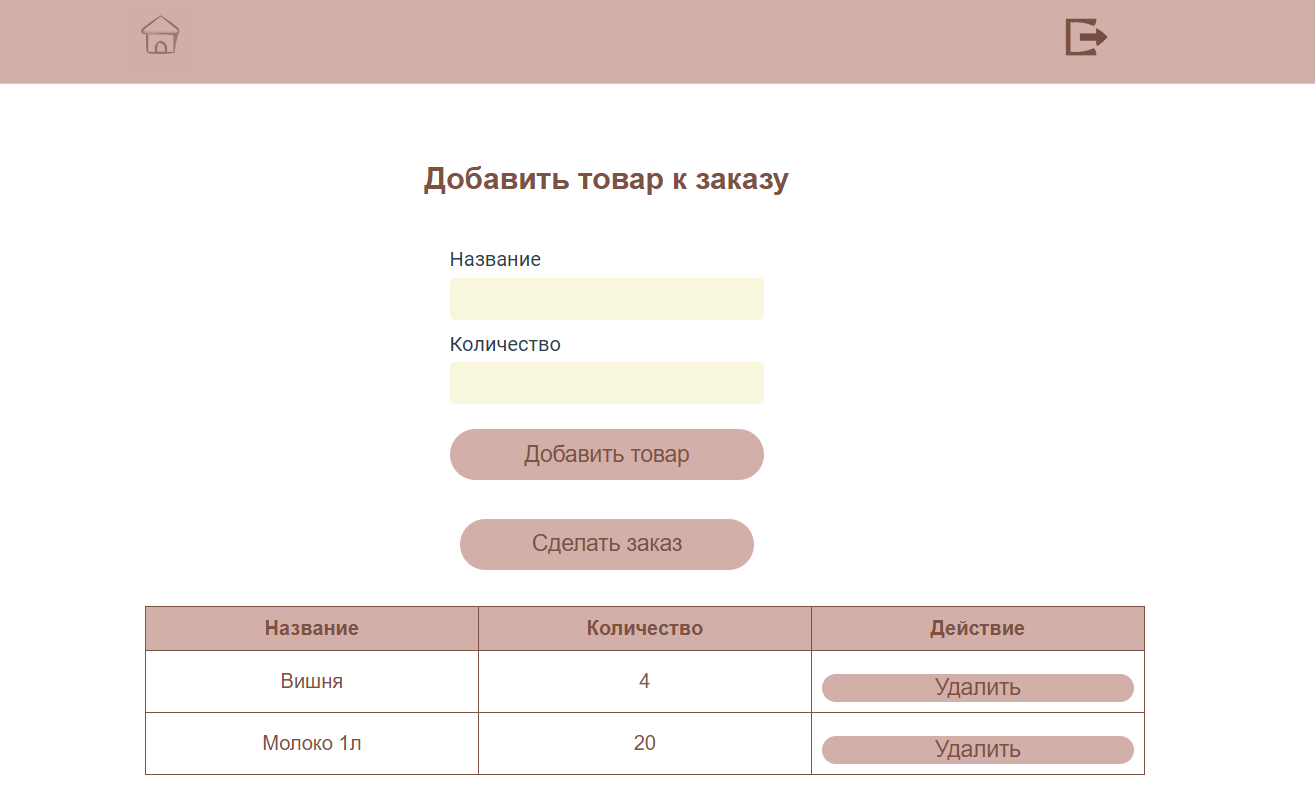 Добавить товар к заказу
Название
Количество
Добавить товар
Сделать заказ
Название Количество Действие
Вишня 4 Удалить
Молоко 1л 20 Удалить